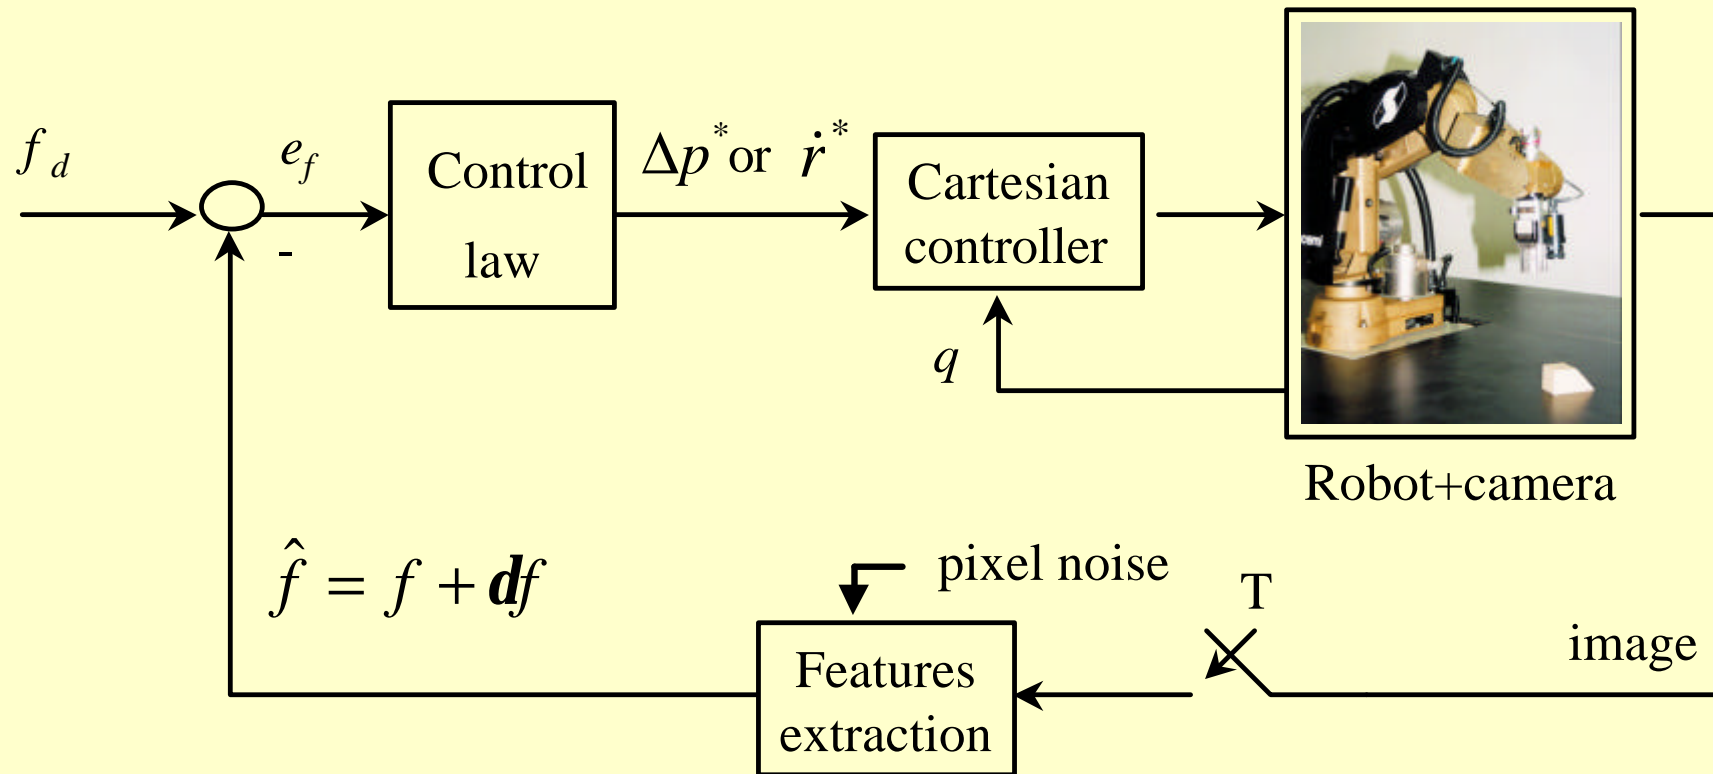 f d
e f
-
Control
law
Δp* or ṙ*
Cartesian
controller
q
Robot+camera
f̂ = f + df
pixel noise
T
image
Features
extraction